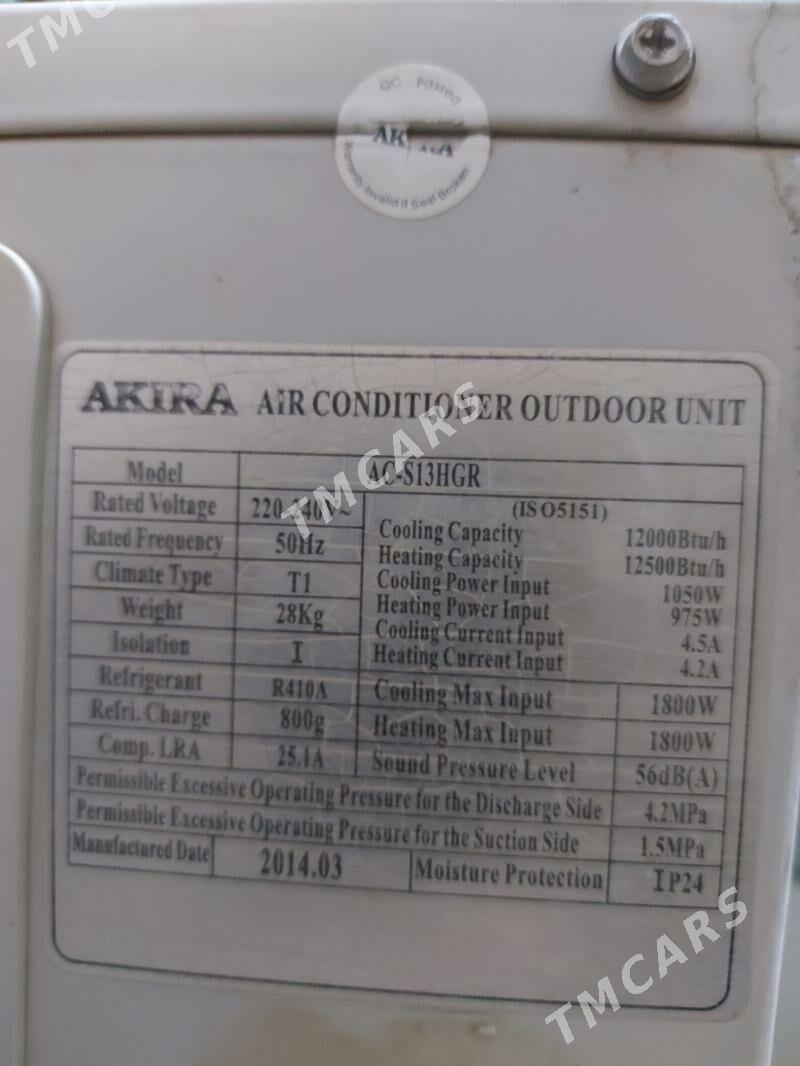 TMC
QC Passed
AKIRA
Warranty Invalid if Seal Broken
AKIRA AiR CONDITIONER OUTDOOR UNIT
Model AC-S13HGR
Rated Voltage 220-240V~ (ISO5151)
Rated Frequency 50Hz Cooling Capacity 12000Btu/h
Heating Capacity 12500Btu/h
Climate Type T1 Cooling Power Input 1050W
Weight 28Kg Heating Power Input 975W
Cooling Current Input 4.5A
Isolation I Heating Current Input 4.2A
Refrigerant R410A Cooling Max Input 1800W
Refri. Charge 800g Heating Max Input 1800W
Comp. LRA 25.1A Sound Pressure Level 56dB(A)
Permissible Excessive Operating Pressure for the Discharge Side 4.2MPa
Permissible Excessive Operating Pressure for the Suction Side 1.5MPa
Manufactured Date 2014.03 Moisture Protection IP24
TMCARS
TMCARS